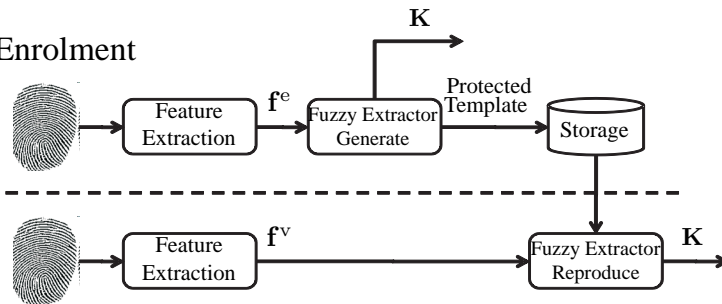 K
Enrolment
Feature
Extraction
f^e
Fuzzy Extractor
Generate
Protected
Template
Storage
Feature
Extraction
f^v
Fuzzy Extractor
Reproduce
K